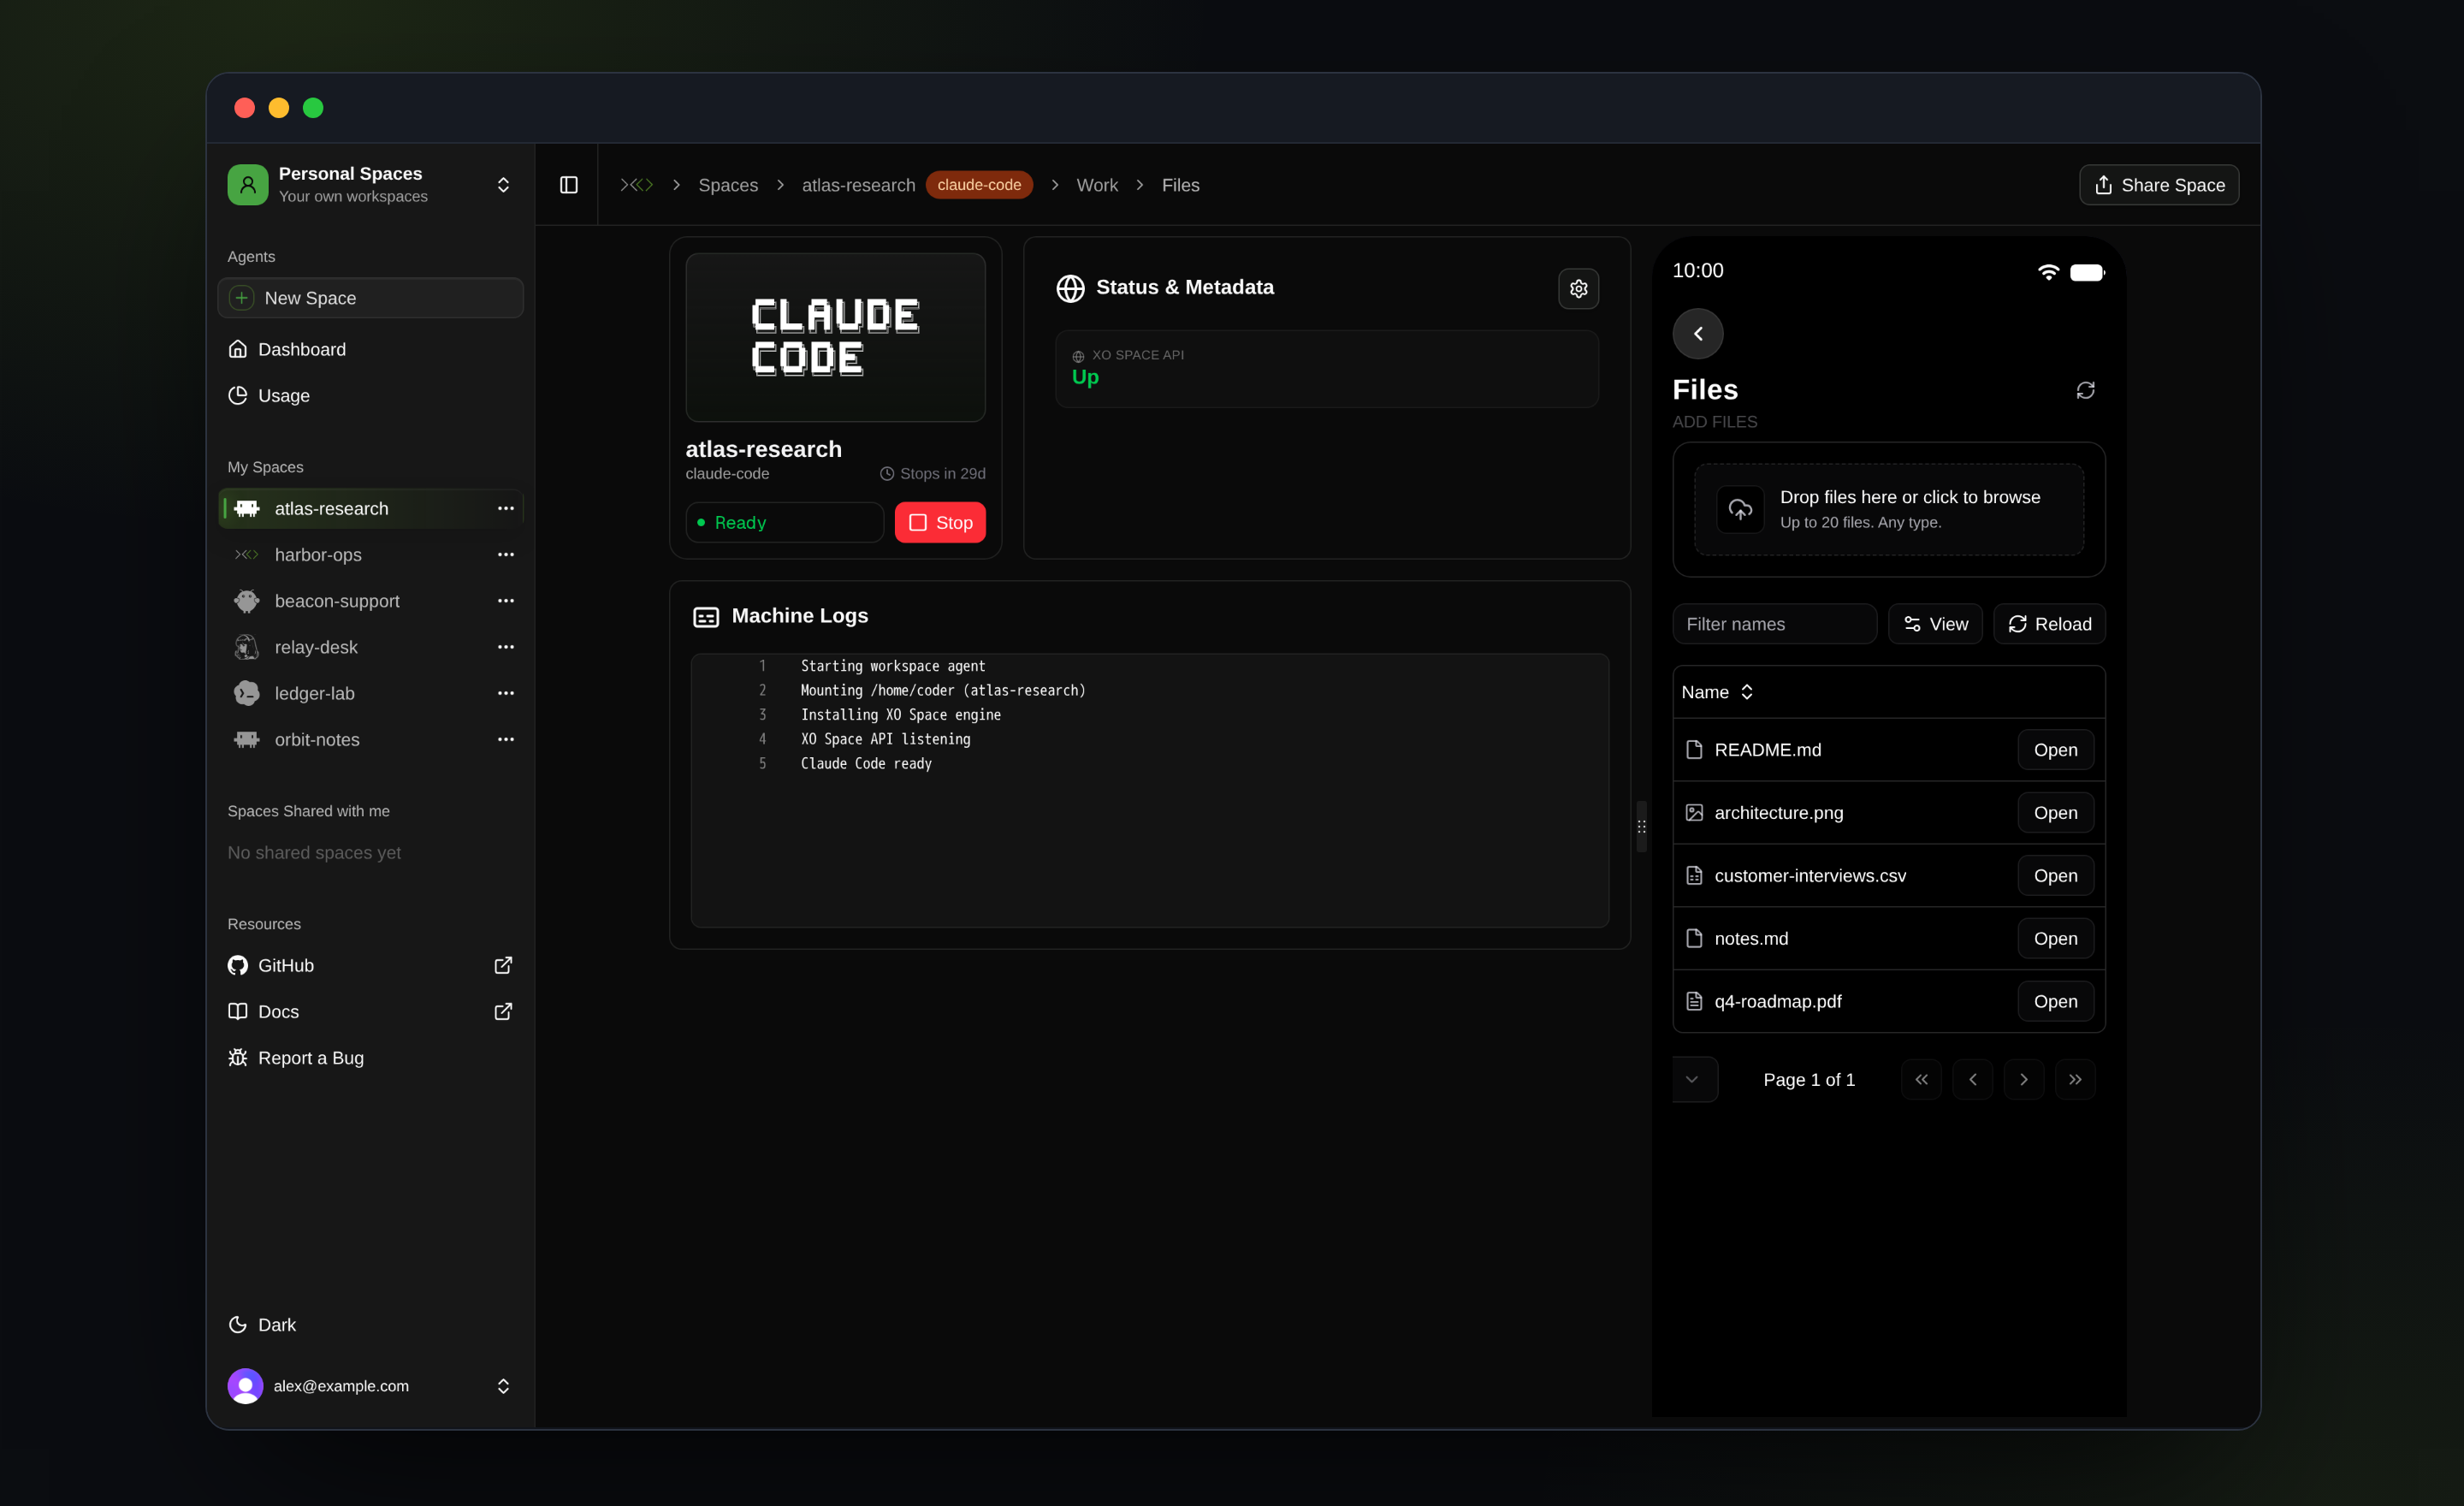 Personal Spaces
Your own workspaces
Agents
New Space
Dashboard
Usage
My Spaces
atlas-research
harbor-ops
beacon-support
relay-desk
ledger-lab
orbit-notes
Spaces Shared with me
No shared spaces yet
Resources
GitHub
Docs
Report a Bug
Dark
alex@example.com
Spaces atlas-research claude-code Work Files
Share Space
CLAUDE
CODE
atlas-research
claude-code Stops in 29d
Ready Stop
Status & Metadata
XO SPACE API
Up
Machine Logs
1 Starting workspace agent
2 Mounting /home/coder (atlas-research)
3 Installing XO Space engine
4 XO Space API listening
5 Claude Code ready
10:00
Files
ADD FILES
Drop files here or click to browse
Up to 20 files. Any type.
Filter names View Reload
Name
README.md Open
architecture.png Open
customer-interviews.csv Open
notes.md Open
q4-roadmap.pdf Open
Page 1 of 1